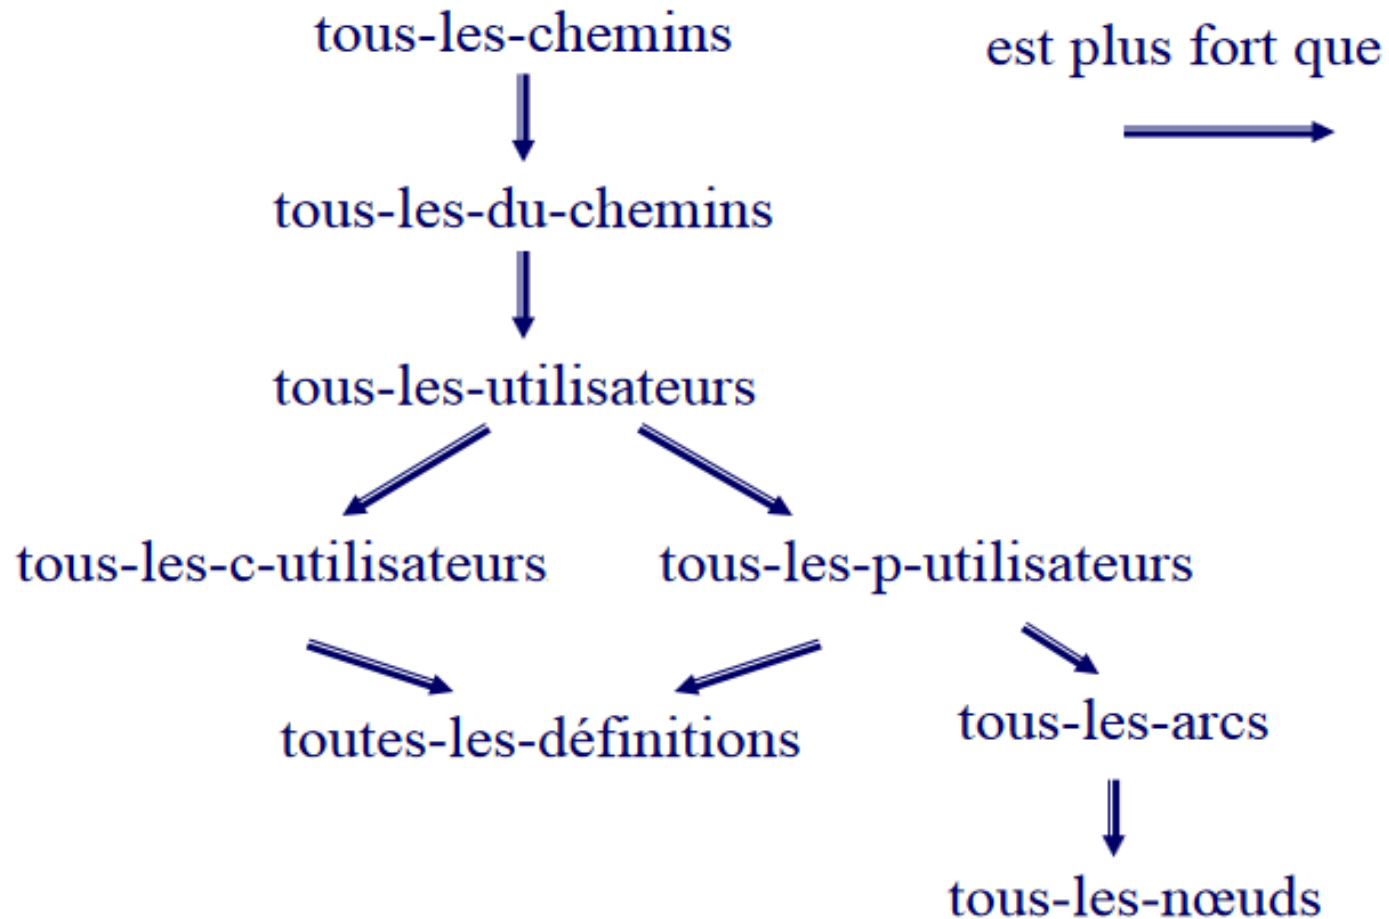 tous-les-chemins
est plus fort que
tous-les-du-chemins
tous-les-utilisateurs
tous-les-c-utilisateurs
tous-les-p-utilisateurs
toutes-les-définitions
tous-les-arcs
tous-les-nœuds